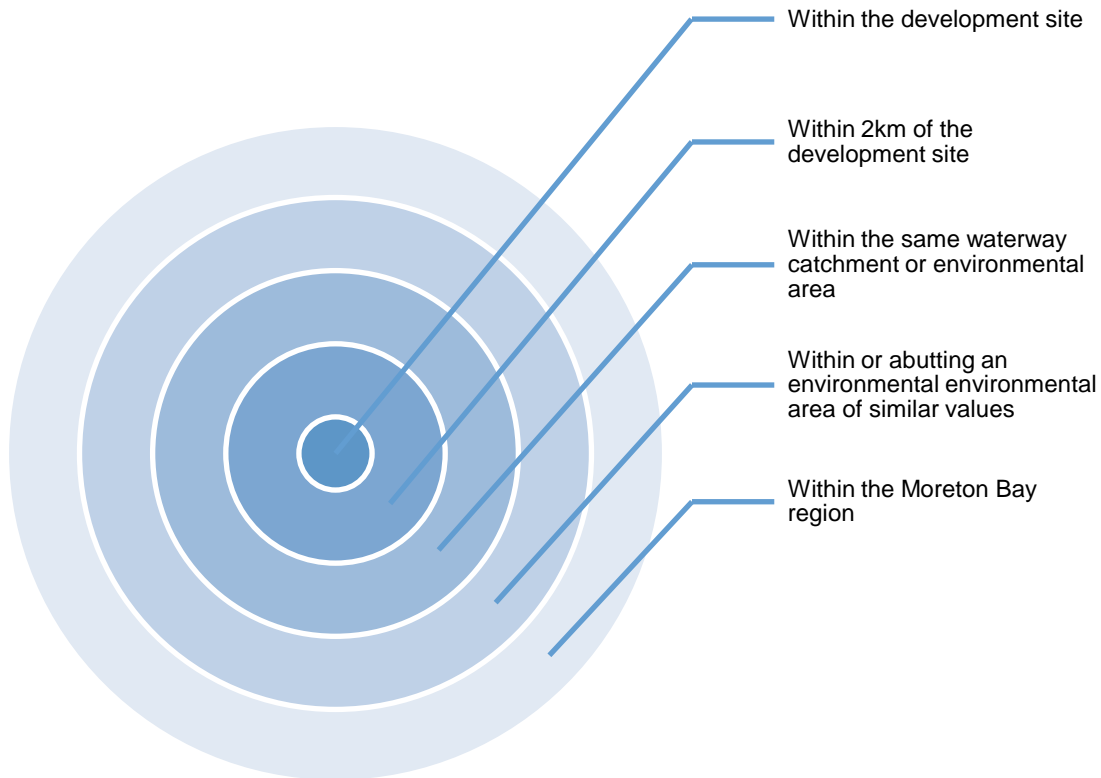 Within the development site
Within 2km of the
development site
Within the same waterway
catchment or environmental
area
Within or abutting an
environmental environmental
area of similar values
Within the Moreton Bay
region